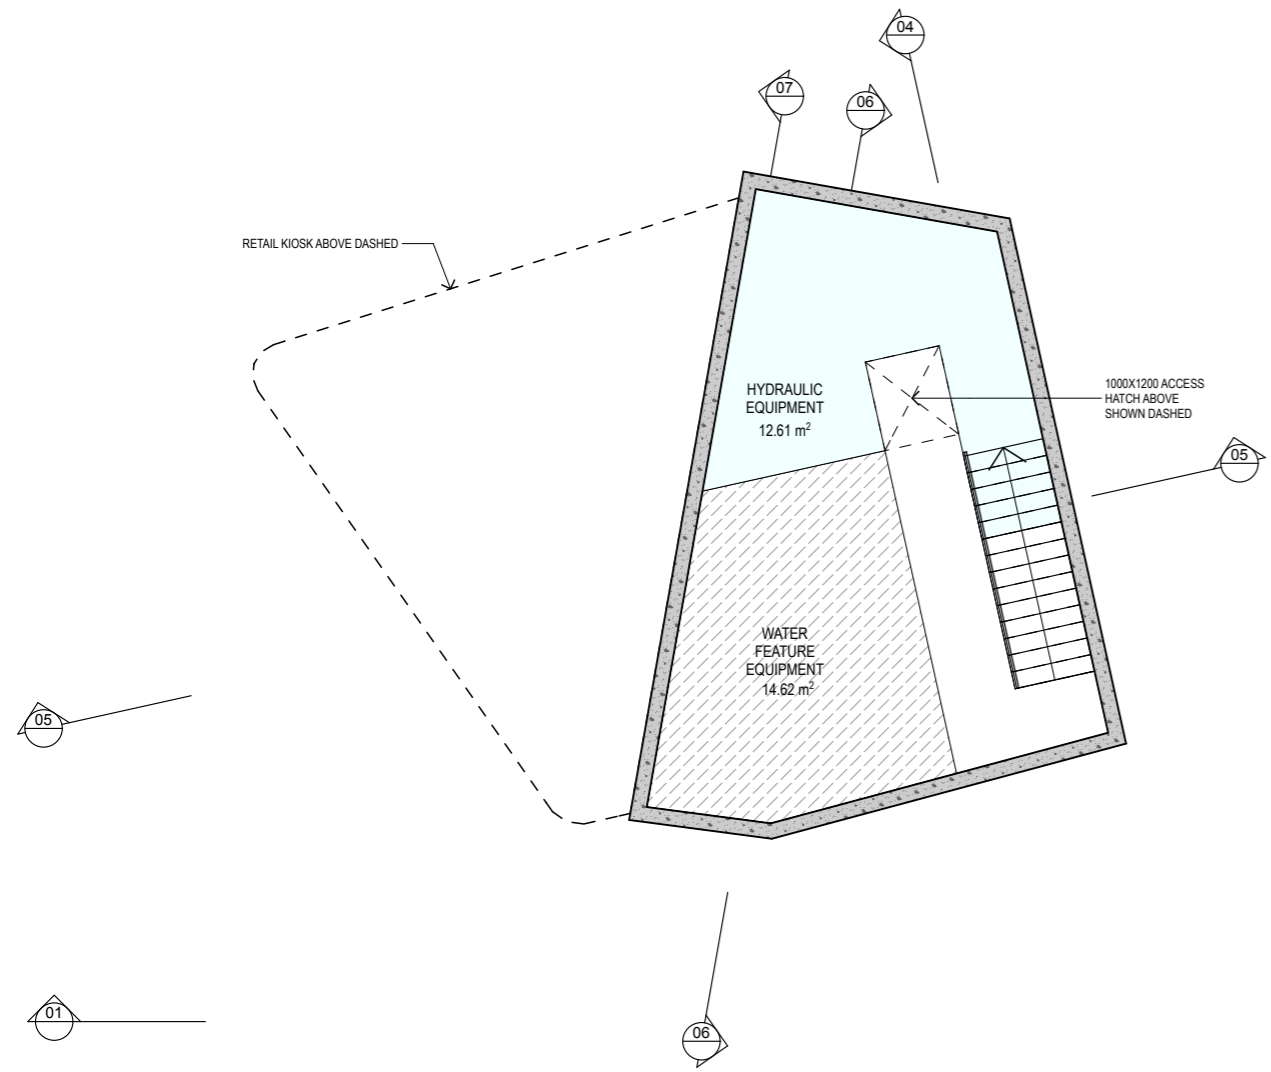 04
07
06
RETAIL KIOSK ABOVE DASHED
HYDRAULIC
EQUIPMENT
12.61 m²
1000X1200 ACCESS
HATCH ABOVE
SHOWN DASHED
05
WATER
FEATURE
EQUIPMENT
14.62 m²
05
01
06